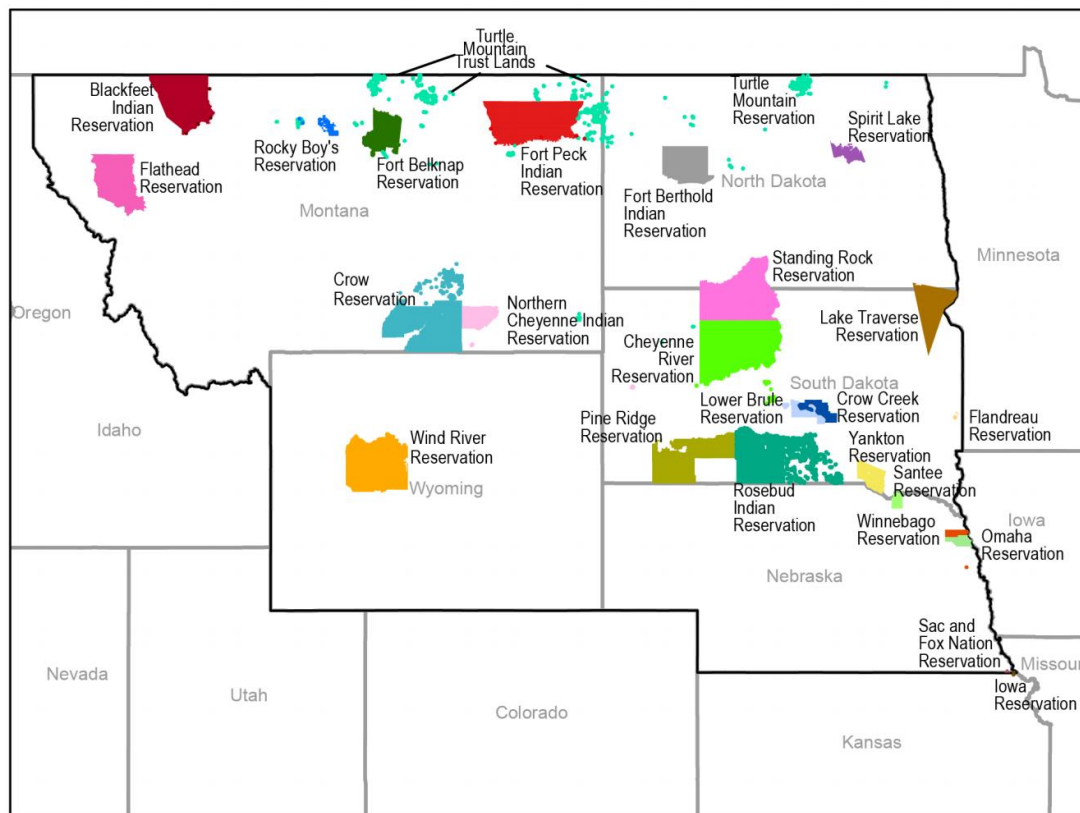 Turtle
Mountain
Trust Lands
Blackfeet
Indian
Reservation
Turtle
Mountain
Reservation
Spirit Lake
Reservation
Rocky Boy's
Reservation
Fort Belknap
Reservation
Fort Peck
Indian
Reservation
Flathead
Reservation
North Dakota
Fort Berthold
Indian
Reservation
Montana
Minnesota
Standing Rock
Reservation
Crow
Reservation
Northern
Cheyenne Indian
Reservation
Oregon
Lake Traverse
Reservation
Cheyenne
River
Reservation
South Dakota
Lower Brule
Reservation
Crow Creek
Reservation
Pine Ridge
Reservation
Flandreau
Reservation
Idaho
Wind River
Reservation
Wyoming
Yankton
Reservation
Santee
Reservation
Rosebud
Indian
Reservation
Winnebago
Reservation
Iowa
Omaha
Reservation
Nebraska
Sac and
Fox Nation
Reservation
Missour
Iowa
Reservation
Nevada
Utah
Colorado
Kansas